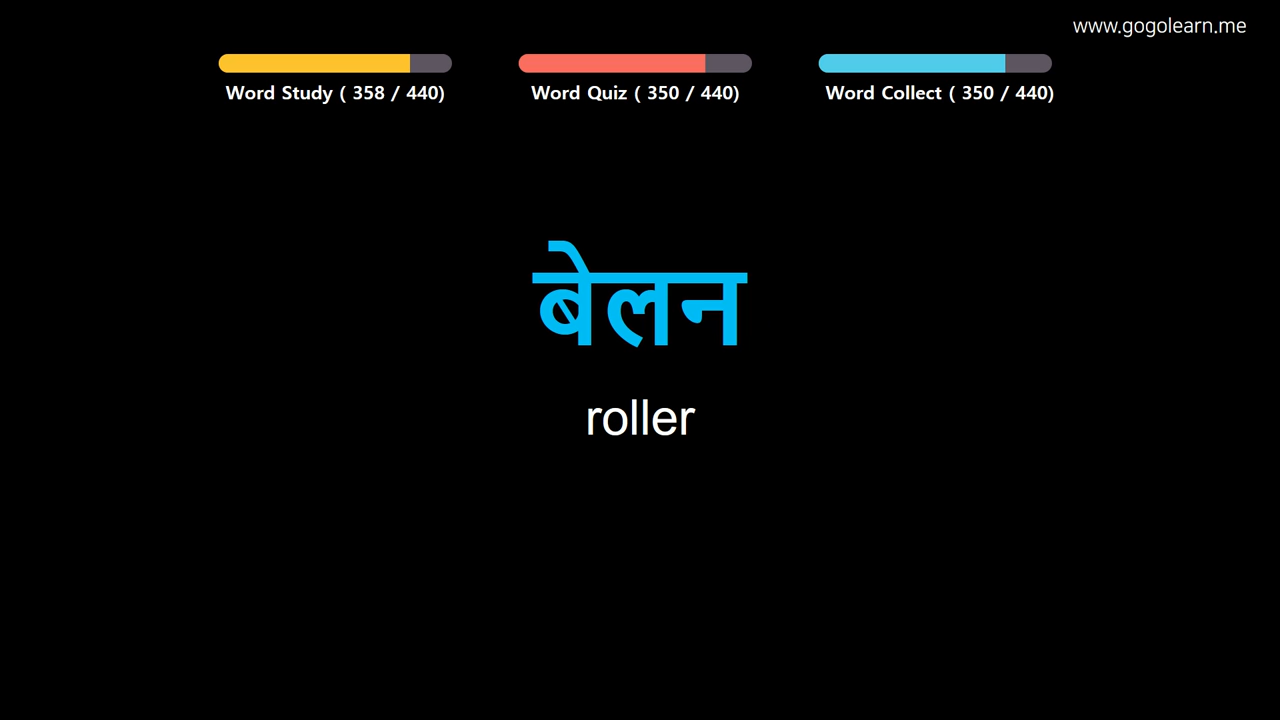 www.gogolearn.me
Word Study ( 358 / 440)
Word Quiz ( 350 / 440)
Word Collect ( 350 / 440)
बेलन
roller